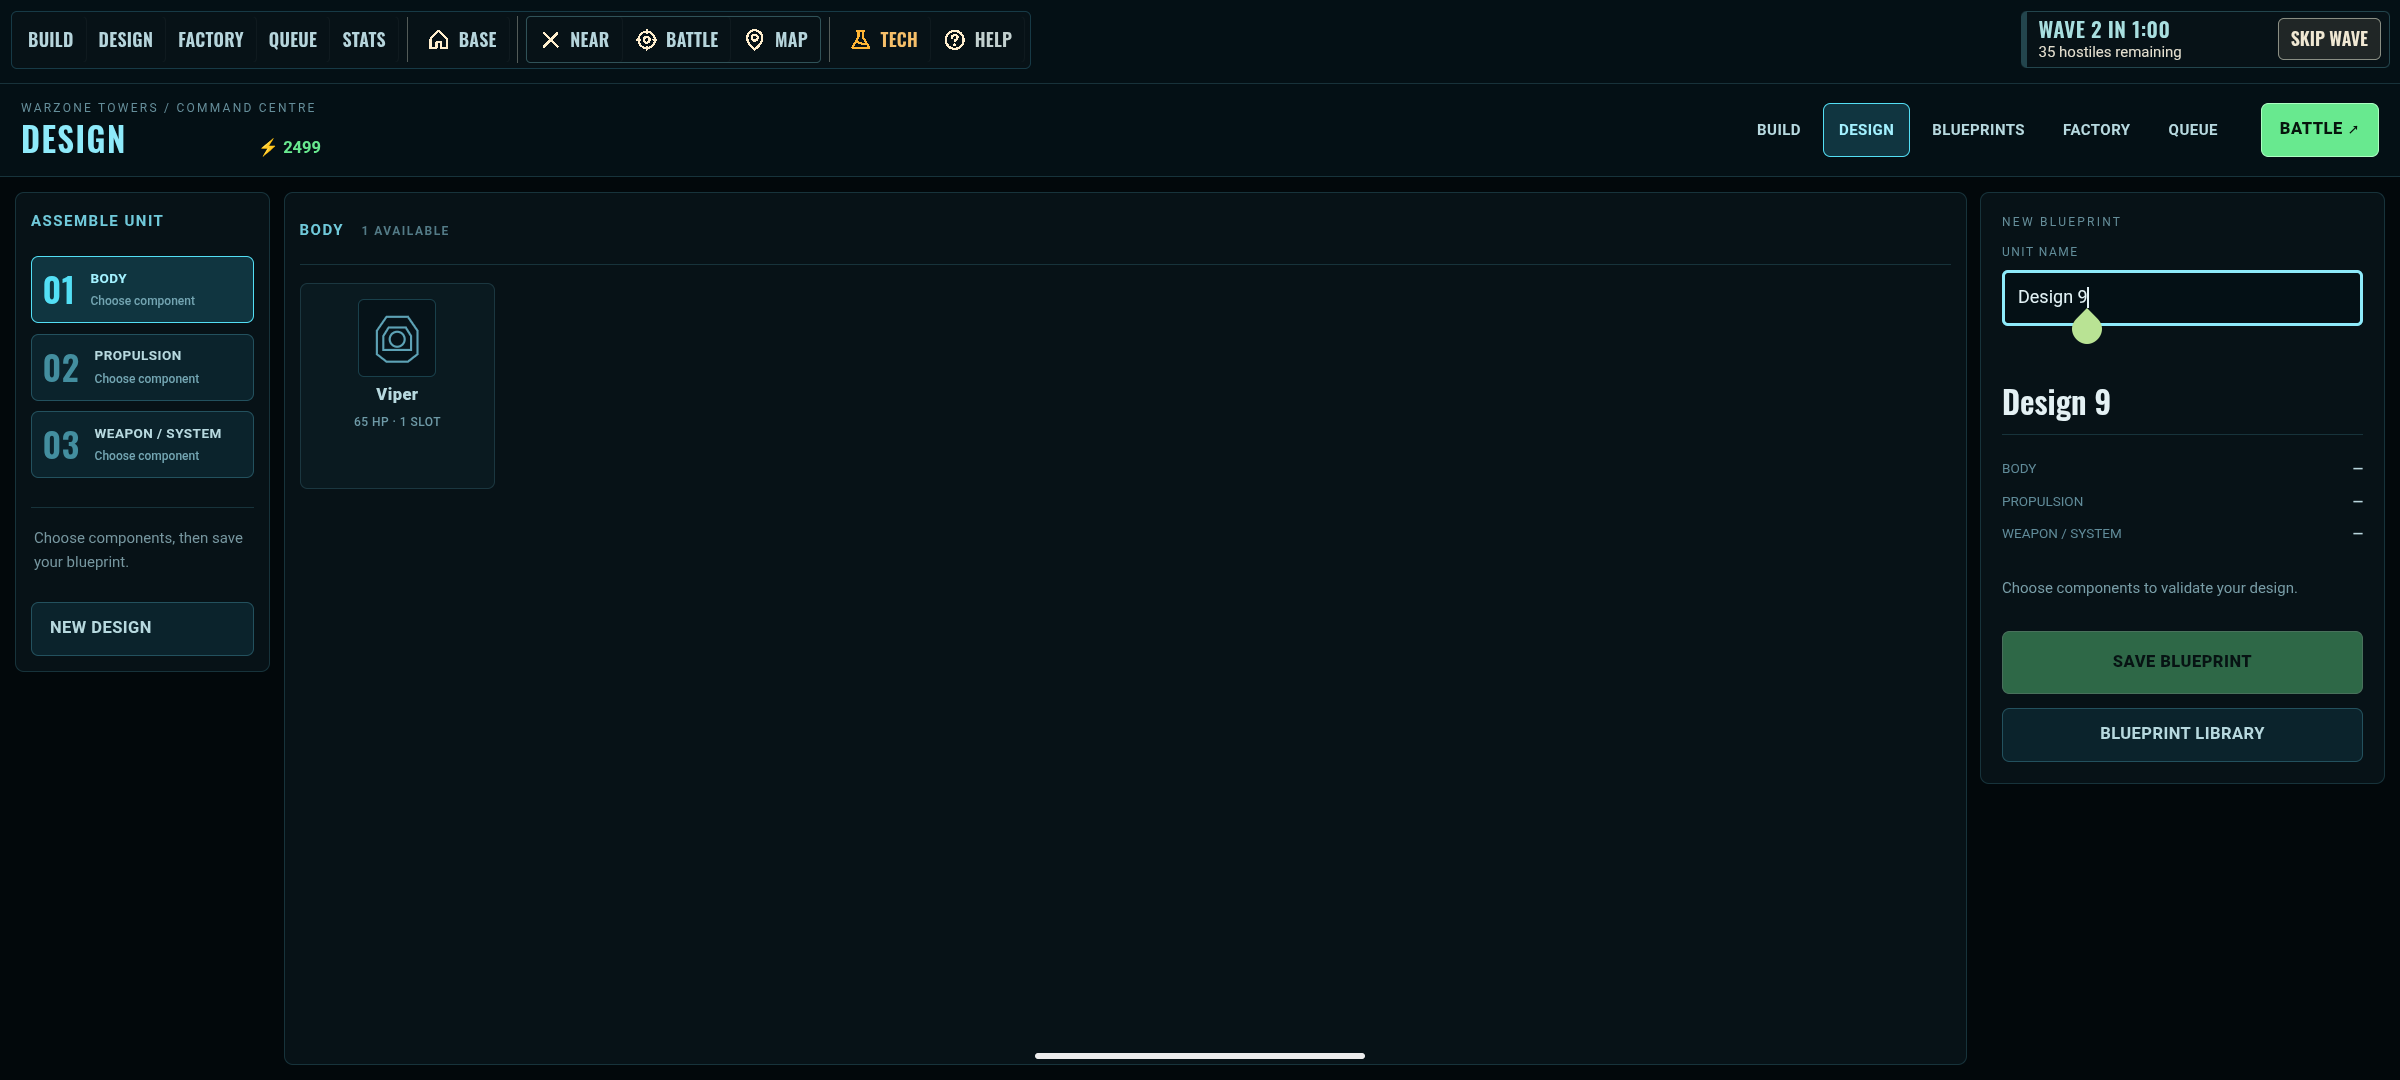 BUILD DESIGN FACTORY QUEUE STATS BASE NEAR BATTLE MAP TECH HELP
WAVE 2 IN 1:00
35 hostiles remaining
SKIP WAVE
WARZONE TOWERS / COMMAND CENTRE
DESIGN
⚡ 2499
BUILD DESIGN BLUEPRINTS FACTORY QUEUE BATTLE ↗
ASSEMBLE UNIT
01 BODY
Choose component
02 PROPULSION
Choose component
03 WEAPON / SYSTEM
Choose component
Choose components, then save
your blueprint.
NEW DESIGN
BODY 1 AVAILABLE
Viper
65 HP · 1 SLOT
NEW BLUEPRINT
UNIT NAME
Design 9
Design 9
BODY —
PROPULSION —
WEAPON / SYSTEM —
Choose components to validate your design.
SAVE BLUEPRINT
BLUEPRINT LIBRARY